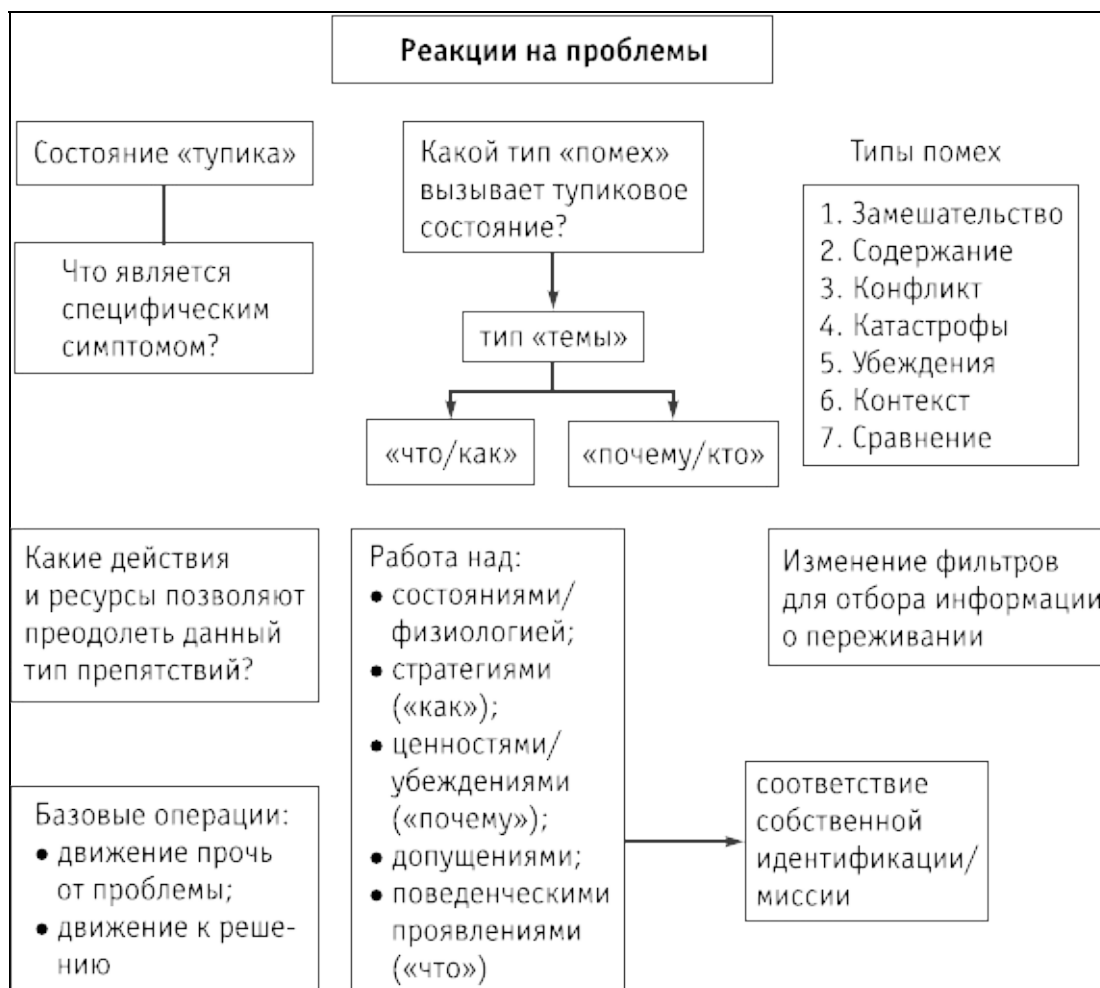 Реакции на проблемы
Состояние «тупика»
Что является
специфическим
симптомом?
Какой тип «помех»
вызывает тупиковое
состояние?
тип «темы»
«что/как»
«почему/кто»
Типы помех
1. Замешательство
2. Содержание
3. Конфликт
4. Катастрофы
5. Убеждения
6. Контекст
7. Сравнение
Какие действия
и ресурсы позволяют
преодолеть данный
тип препятствий?
Базовые операции:
• движение прочь
от проблемы;
• движение к реше-
нию
Работа над:
• состояниями/
физиологией;
• стратегиями
(«как»);
• ценностями/
убеждениями
(«почему»);
• допущениями;
• поведенческими
проявлениями
(«что»)
Изменение фильтров
для отбора информации
о переживании
соответствие
собственной
идентификации/
миссии